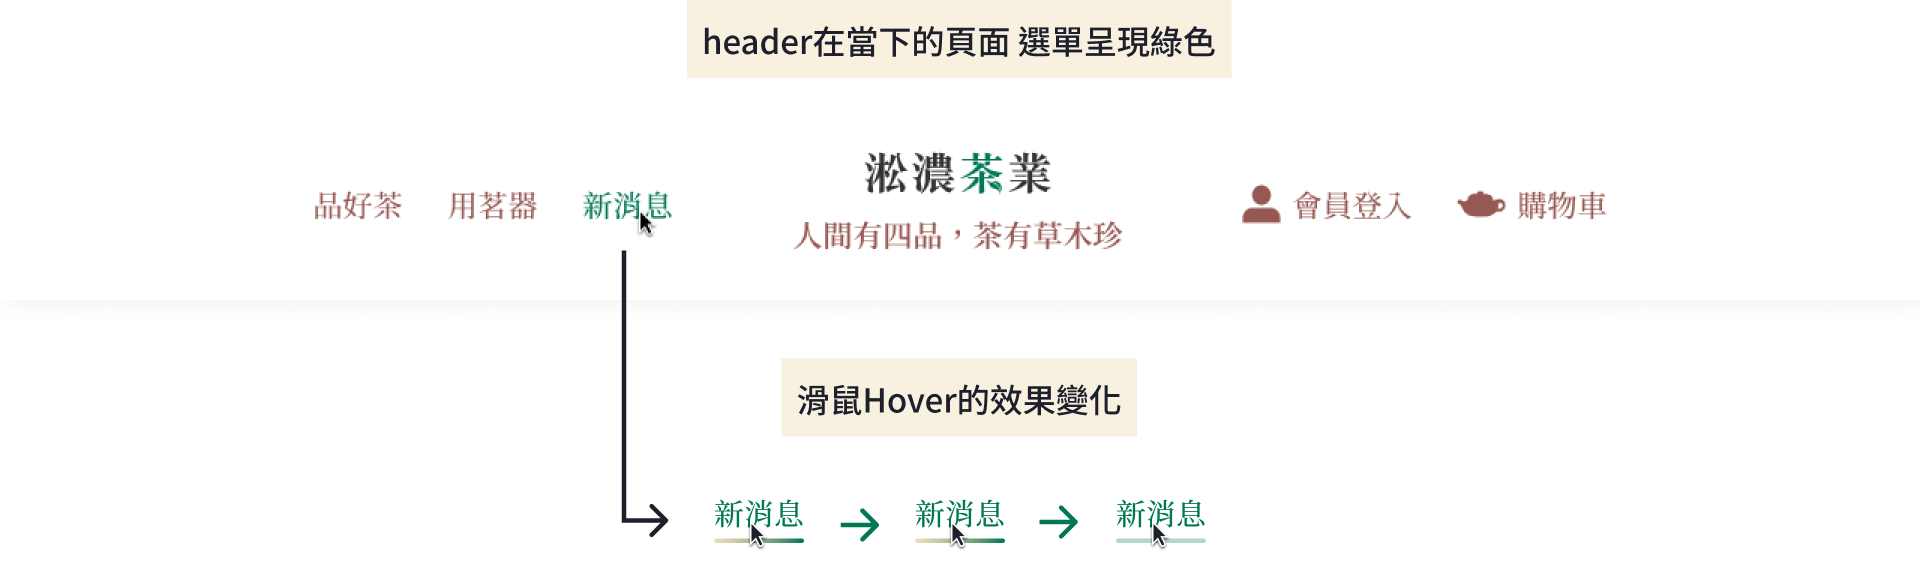 header在當下的頁面 選單呈現綠色
品好茶 用茗器 新消息
淞濃茶業
人間有四品，茶有草木珍
會員登入 購物車
滑鼠Hover的效果變化
新消息 新消息 新消息